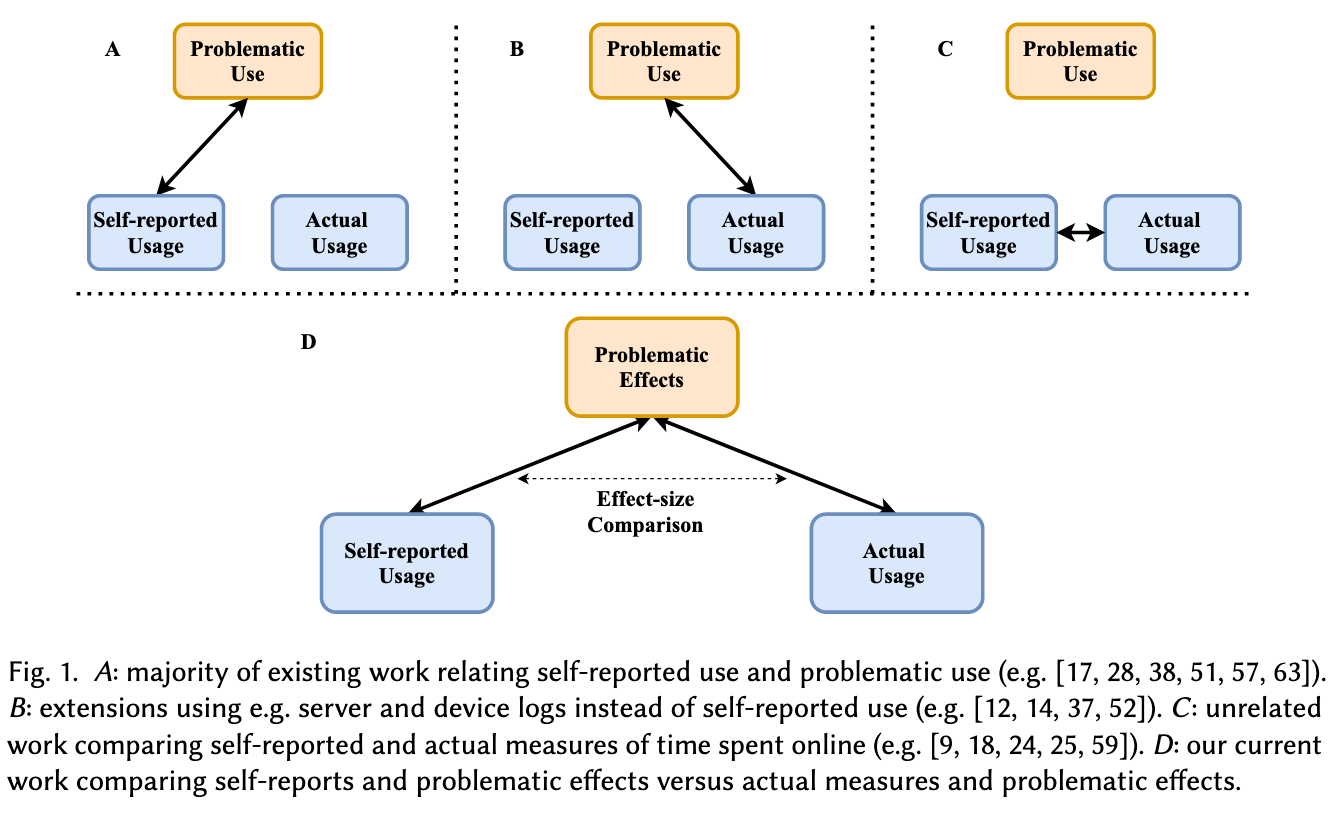 A
Problematic
Use
Self-reported
Usage
Actual
Usage
B
Problematic
Use
Self-reported
Usage
Actual
Usage
C
Problematic
Use
Self-reported
Usage
Actual
Usage
D
Problematic
Effects
Effect-size
Comparison
Self-reported
Usage
Actual
Usage
Fig. 1. A: majority of existing work relating self-reported use and problematic use (e.g. [17, 28, 38, 51, 57, 63]).
B: extensions using e.g. server and device logs instead of self-reported use (e.g. [12, 14, 37, 52]). C: unrelated
work comparing self-reported and actual measures of time spent online (e.g. [9, 18, 24, 25, 59]). D: our current
work comparing self-reports and problematic effects versus actual measures and problematic effects.